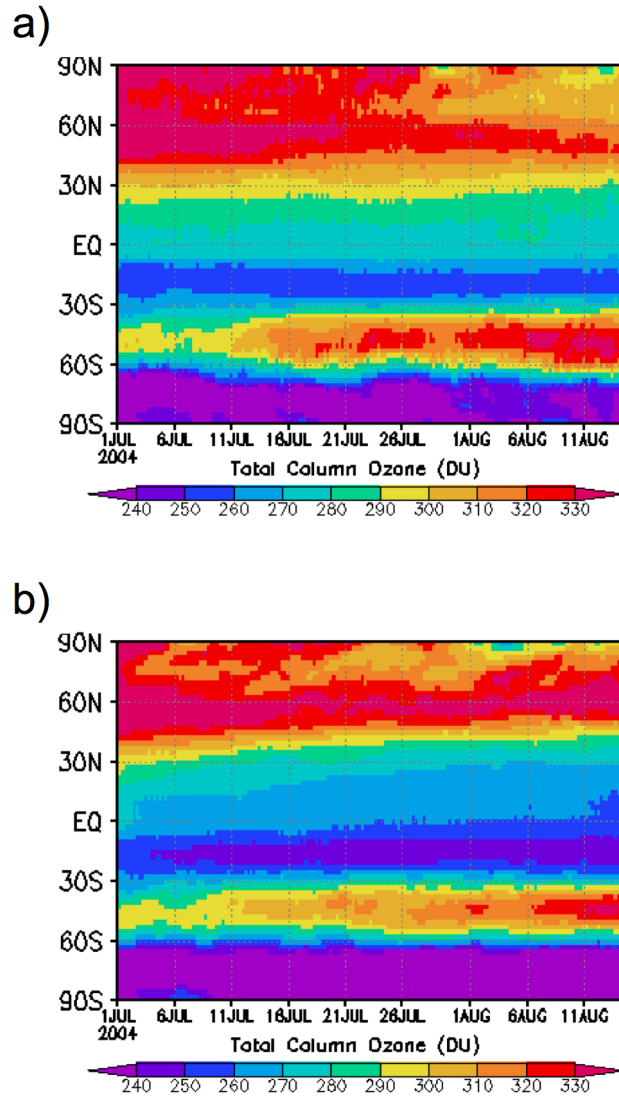 a)
90N
60N
30N
EQ
30S
60S
90S
1JUL 6JUL 11JUL 16JUL 21JUL 26JUL 1AUG 6AUG 11AUG
2004
Total Column Ozone (DU)
240 250 260 270 280 290 300 310 320 330
b)
90N
60N
30N
EQ
30S
60S
90S
1JUL 6JUL 11JUL 16JUL 21JUL 26JUL 1AUG 6AUG 11AUG
2004
Total Column Ozone (DU)
240 250 260 270 280 290 300 310 320 330